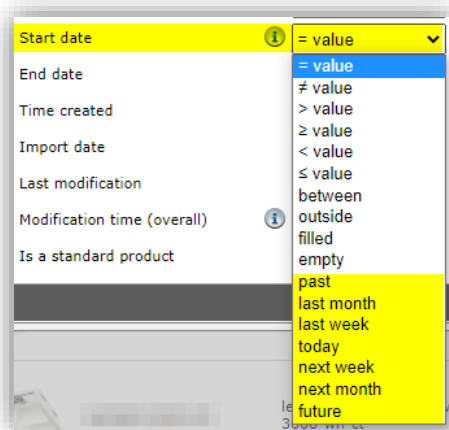 Start date
= value
End date
Time created
Import date
Last modification
Modification time (overall)
Is a standard product
= value
≠ value
> value
≥ value
< value
≤ value
between
outside
filled
empty
past
last month
last week
today
next week
next month
future